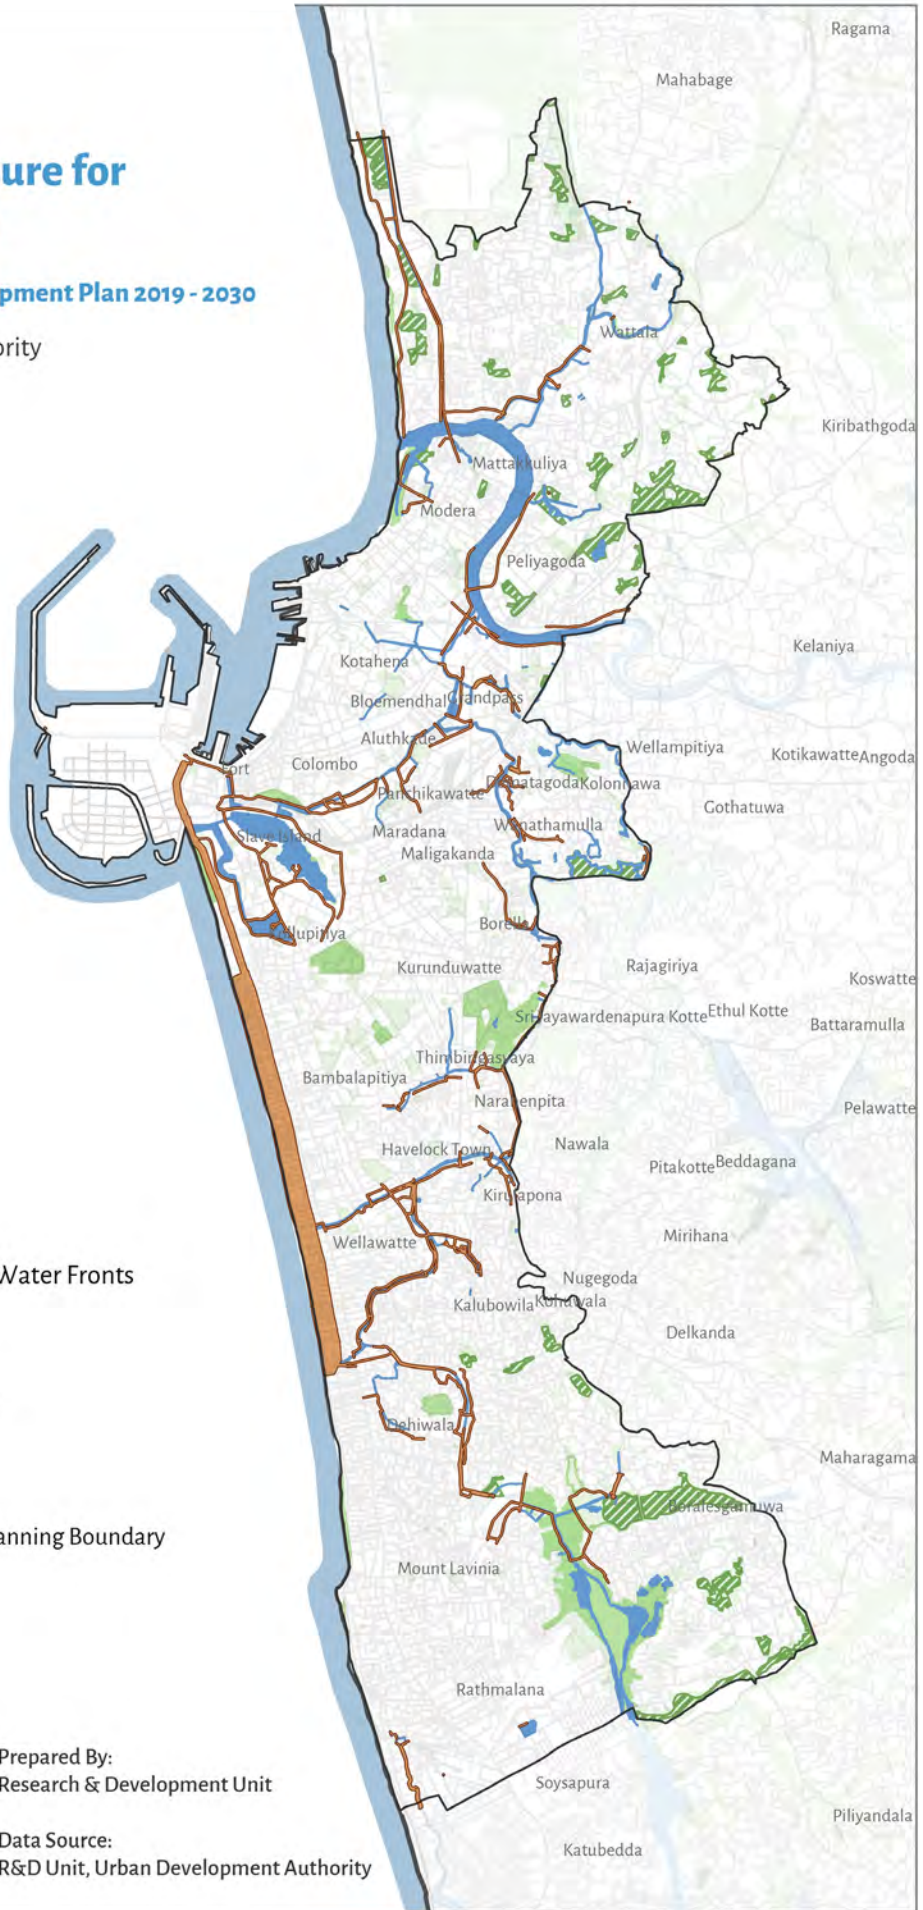 Ragama
Mahabage
ure for
pment Plan 2019 - 2030
Wattala
ority
Kiribathgoda
Mattakkuliya
Modera
Peliyagoda
Kelaniya
Kotahena
Bloemendhal
Grandpass
Aluthkade
Wellampitiya
Kotikawatte
Angoda
Fort
Colombo
Dematagoda
Kolonnawa
Panchikawatte
Gothatuwa
Slave Island
Maradana
Wanathamulla
Maligakanda
Borella
Kollupitiya
Kurunduwatte
Rajagiriya
Koswatte
Sri Jayawardenapura Kotte
Ethul Kotte
Battaramulla
Thimbirigasyaya
Bambalapitiya
Narahenpita
Pelawatte
Havelock Town
Nawala
Pitakotte
Beddagana
Kirulapona
Wellawatte
Mirihana
Water Fronts
Nugegoda
Kalubowila
Kohuwala
Delkanda
Dehiwala
Maharagama
Boralesgamuwa
anning Boundary
Mount Lavinia
Rathmalana
Prepared By:
Research & Development Unit
Soysapura
Piliyandala
Data Source:
Katubedda
R&D Unit, Urban Development Authority